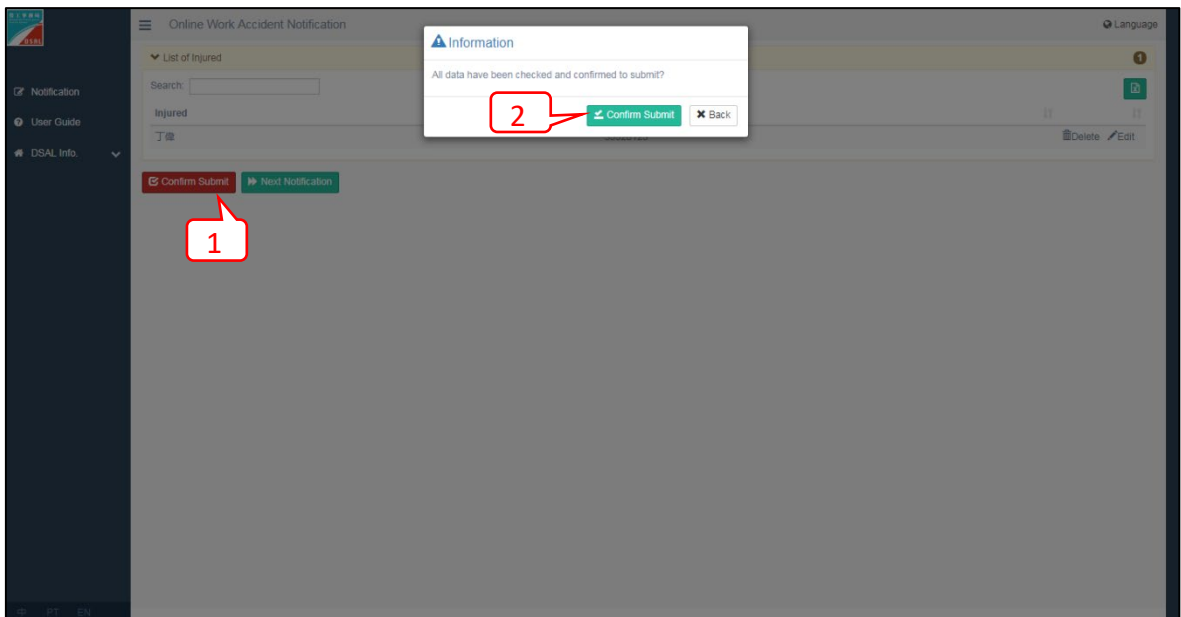 DSAL
Online Work Accident Notification
Language
Information
List of Injured
1
All data have been checked and confirmed to submit?
Search:
Notification
Injured
2
Confirm Submit
Back
User Guide
丁偉
Delete
Edit
DSAL Info.
Confirm Submit
Next Notification
1
中 PT EN